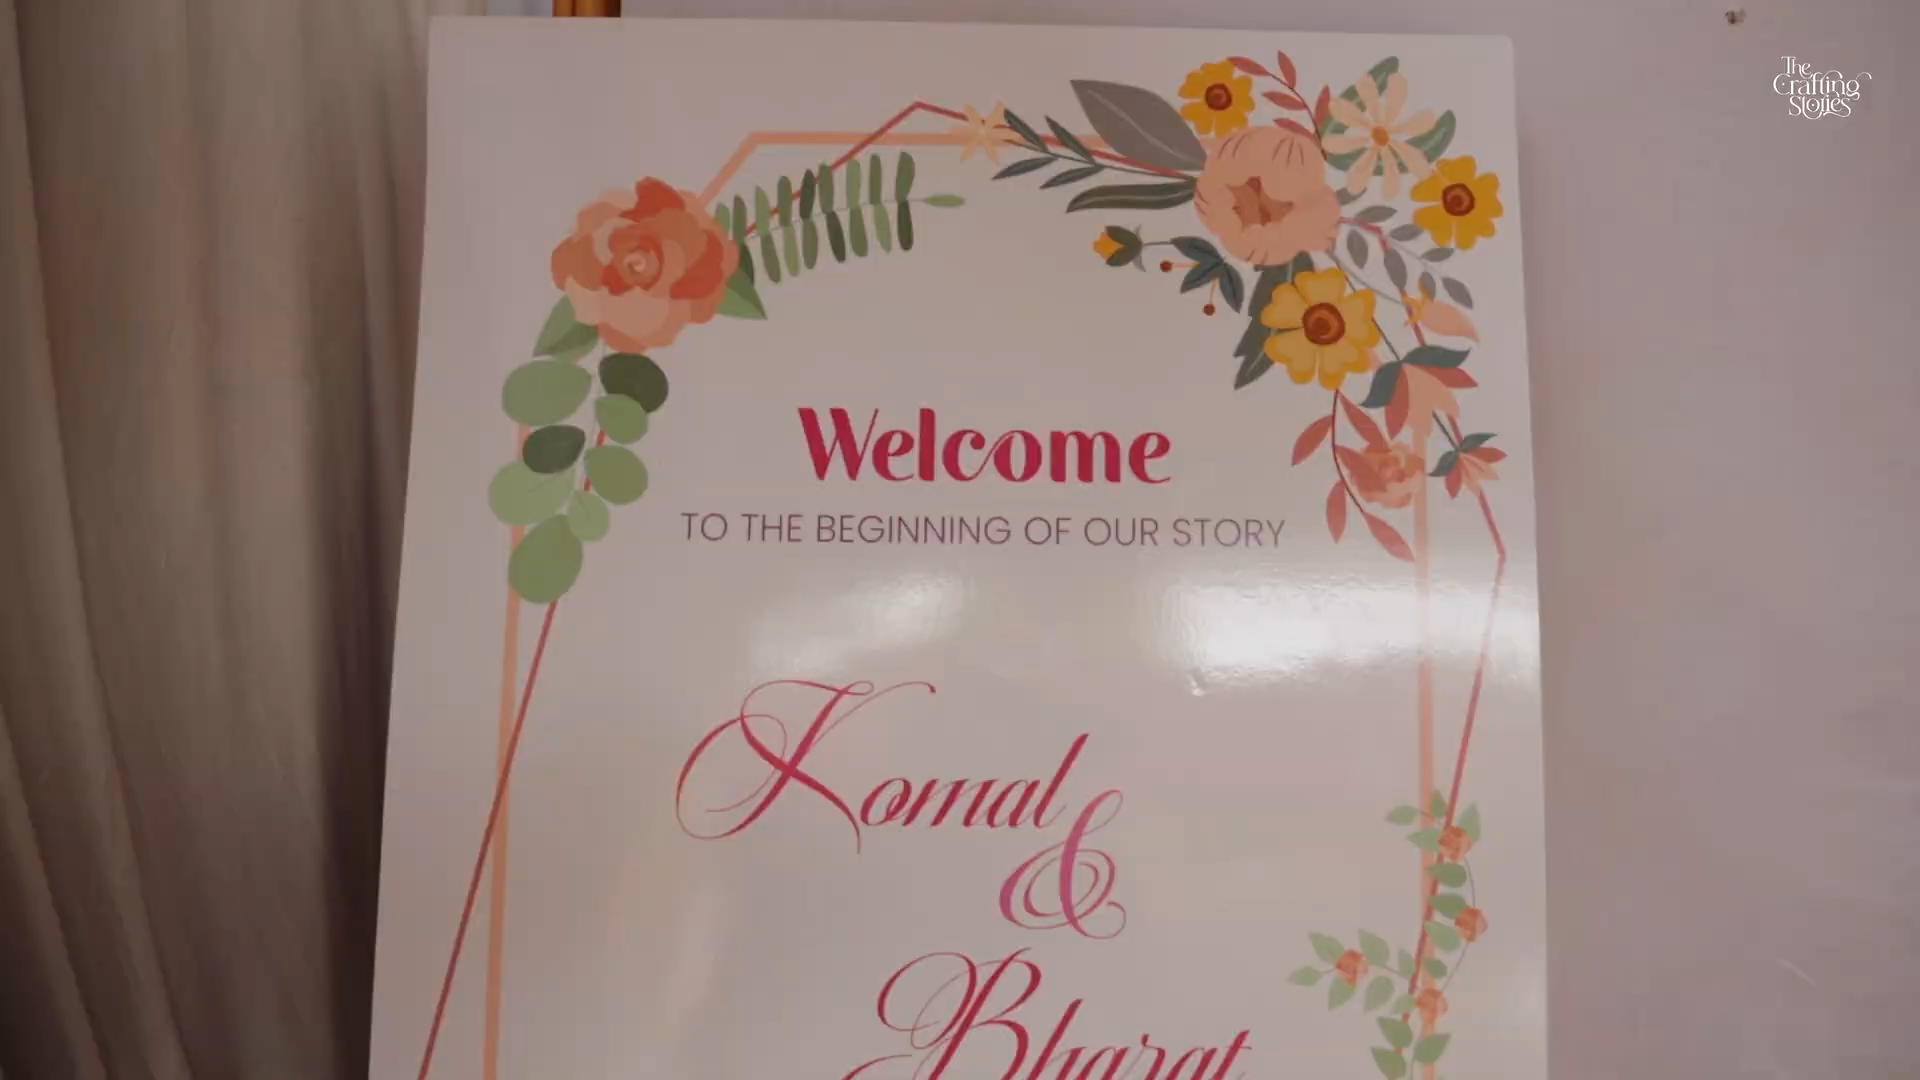 The
Crafting
Stories
Welcome
TO THE BEGINNING OF OUR STORY
Komal
&
Bharat